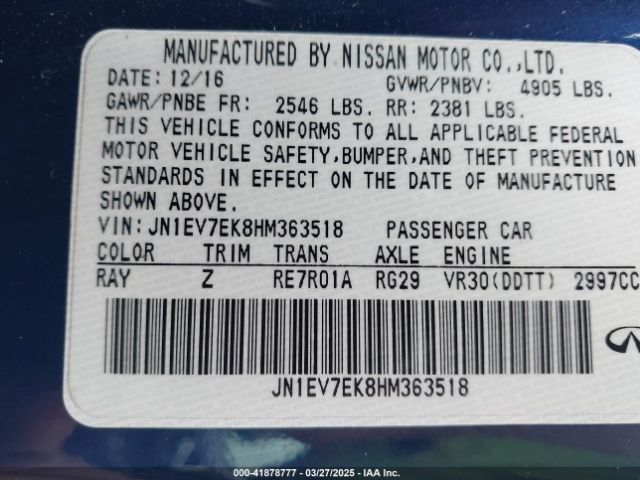 MANUFACTURED BY NISSAN MOTOR CO.,LTD.
DATE: 12/16 GVWR/PNBV: 4905 LBS.
GAWR/PNBE FR: 2546 LBS. RR: 2381 LBS.
THIS VEHICLE CONFORMS TO ALL APPLICABLE FEDERAL
MOTOR VEHICLE SAFETY,BUMPER,AND THEFT PREVENTION
STANDARDS IN EFFECT ON THE DATE OF MANUFACTURE
SHOWN ABOVE.
VIN: JN1EV7EK8HM363518 PASSENGER CAR
COLOR TRIM TRANS AXLE ENGINE
RAY Z RE7R01A RG29 VR30(DDTT) 2997CC
JN1EV7EK8HM363518
000-41878777 - 03/27/2025 - IAA Inc.